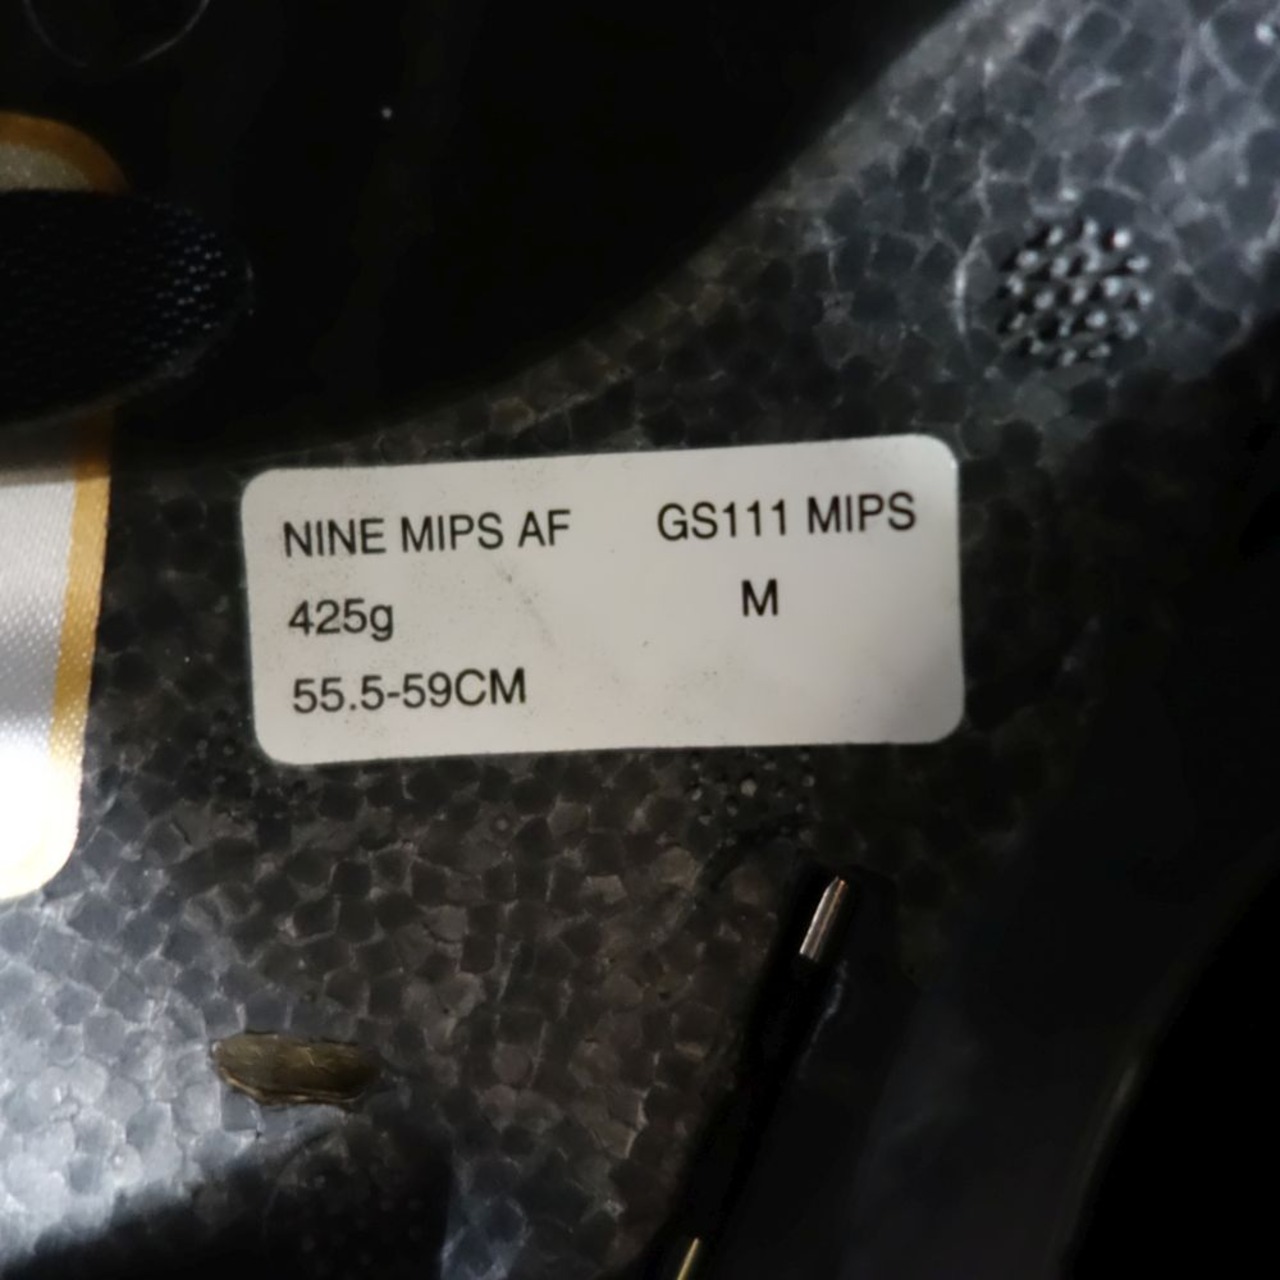 NINE MIPS AF GS111 MIPS
425g M
55.5-59CM